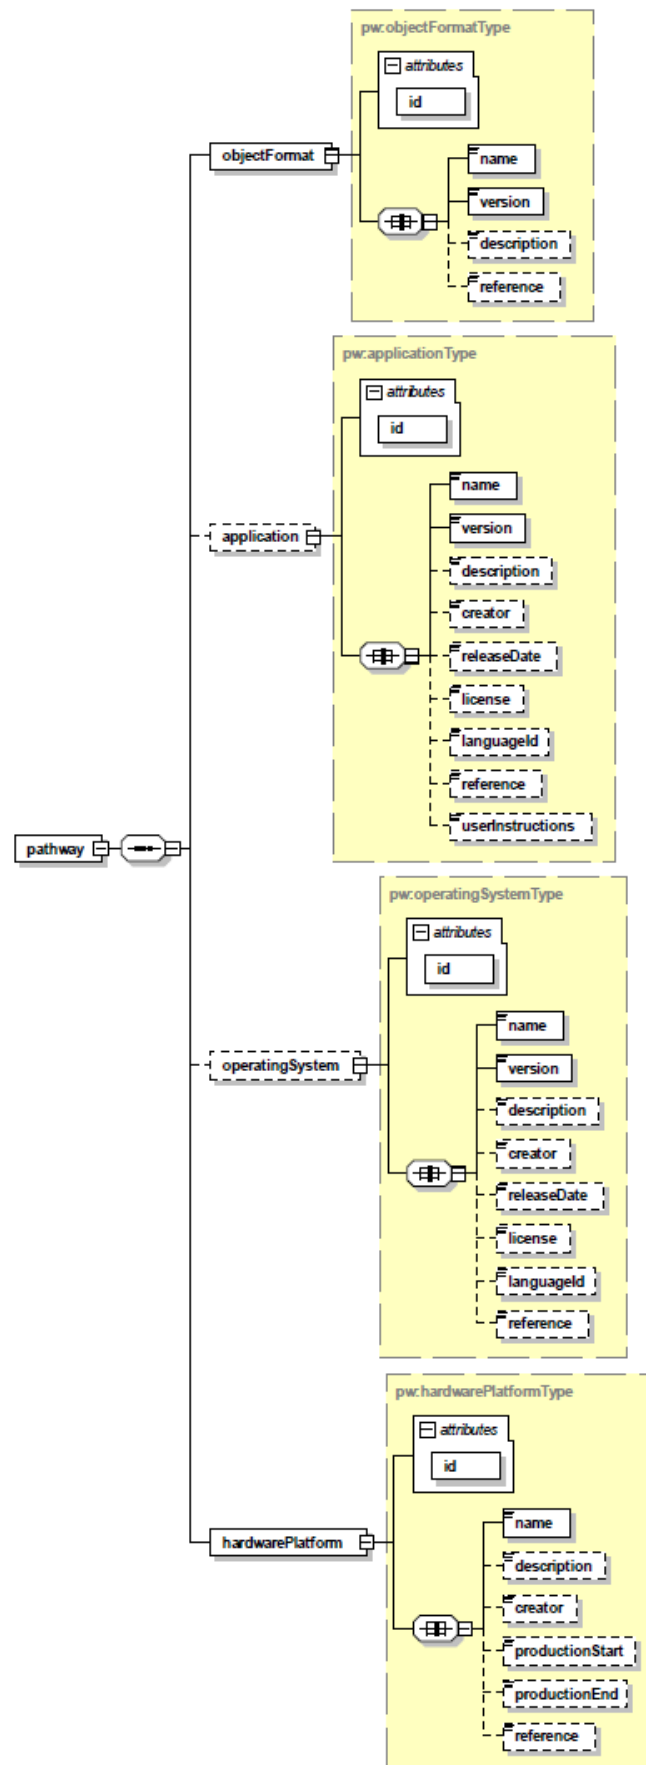 pw:objectFormatType
attributes
id
objectFormat
name
version
description
reference
pw:applicationType
attributes
id
application
name
version
description
creator
releaseDate
license
languageId
reference
userInstructions
pathway
pw:operatingSystemType
attributes
id
operatingSystem
name
version
description
creator
releaseDate
license
languageId
reference
pw:hardwarePlatformType
attributes
id
hardwarePlatform
name
description
creator
productionStart
productionEnd
reference